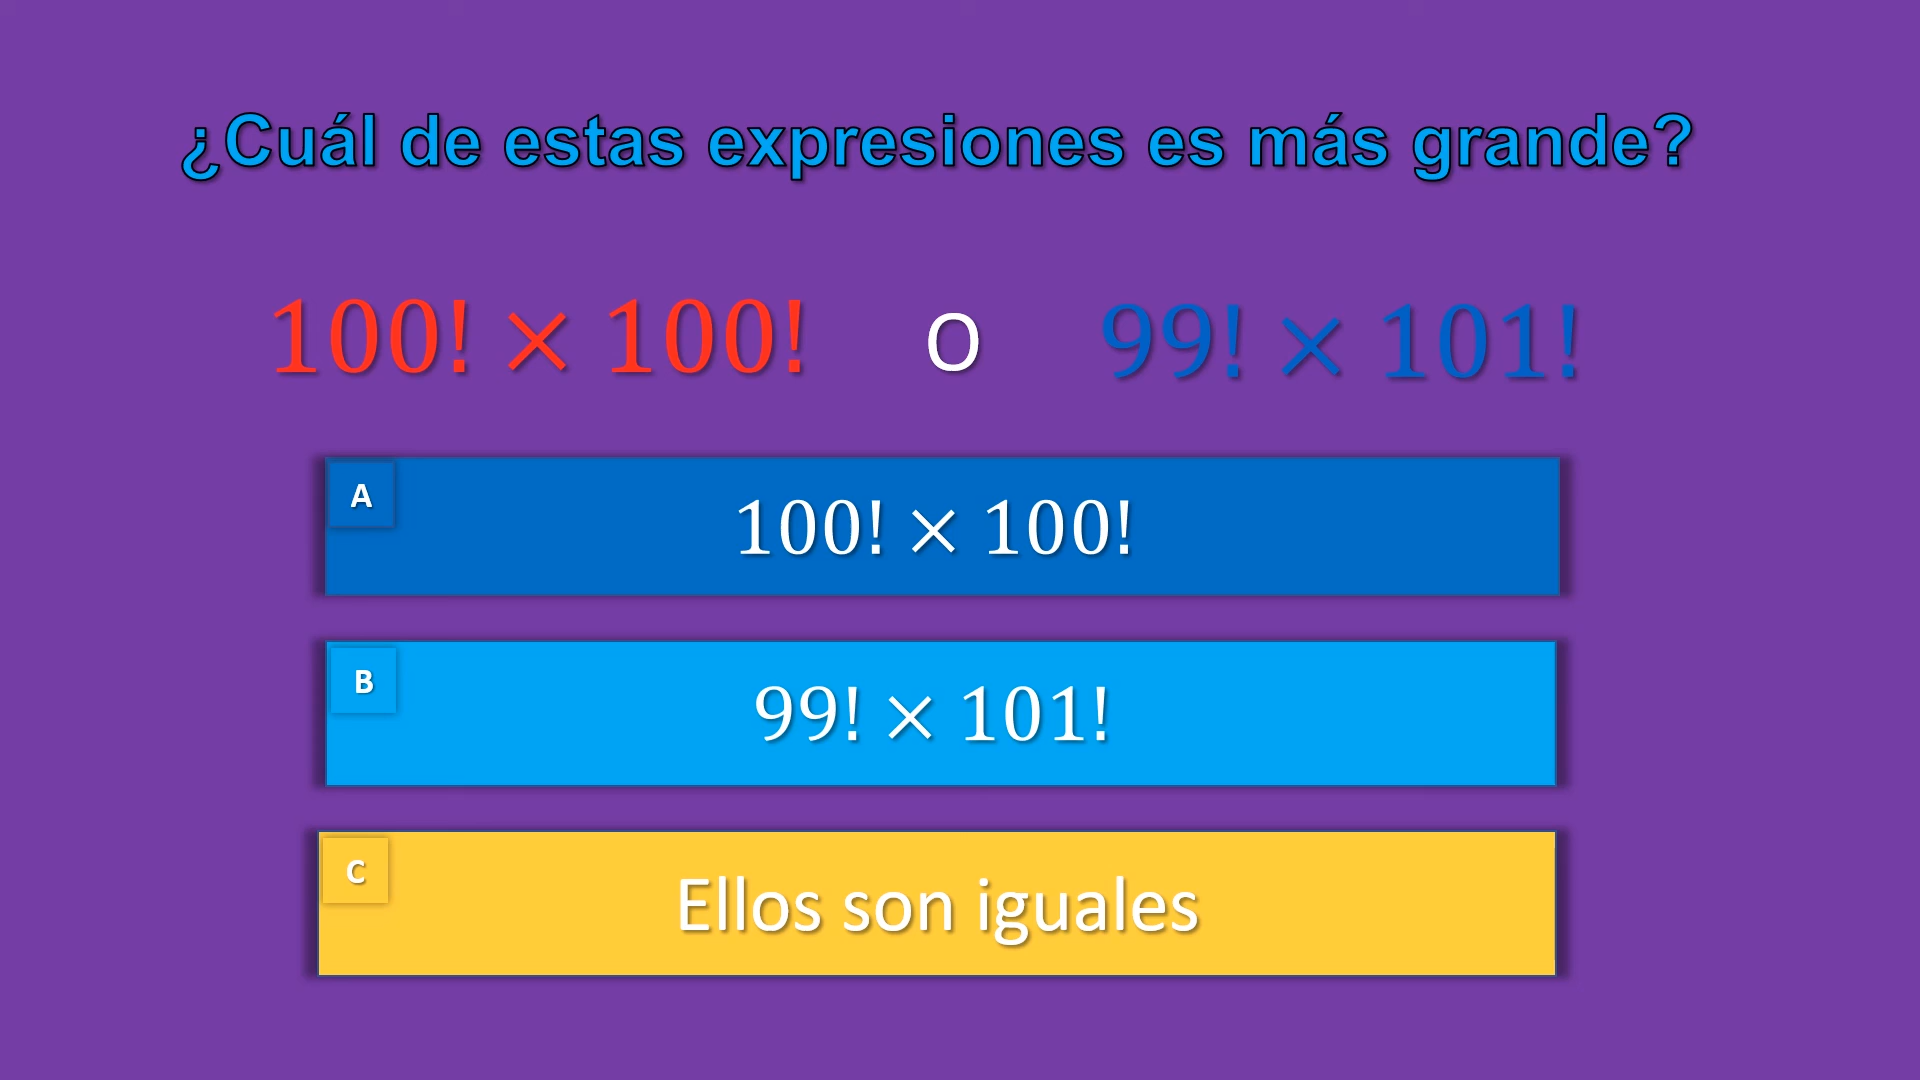 ¿Cuál de estas expresiones es más grande?
100! × 100! O 99! × 101!
A
100! × 100!
B
99! × 101!
C
Ellos son iguales